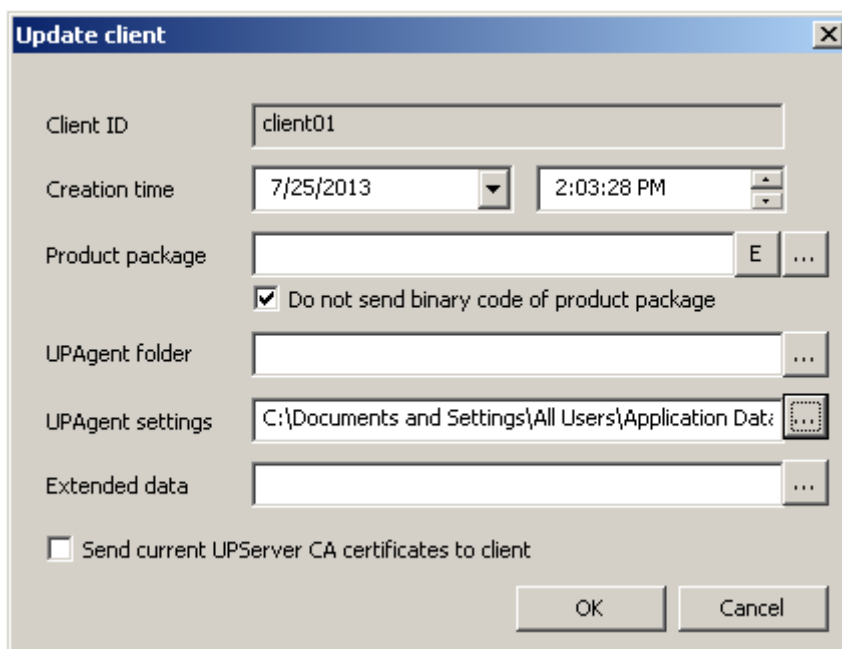 Update client
Client ID client01
Creation time 7/25/2013 2:03:28 PM
Product package E ...
Do not send binary code of product package
UPAgent folder ...
UPAgent settings C:\Documents and Settings\All Users\Application Data ...
Extended data ...
Send current UPServer CA certificates to client
OK Cancel